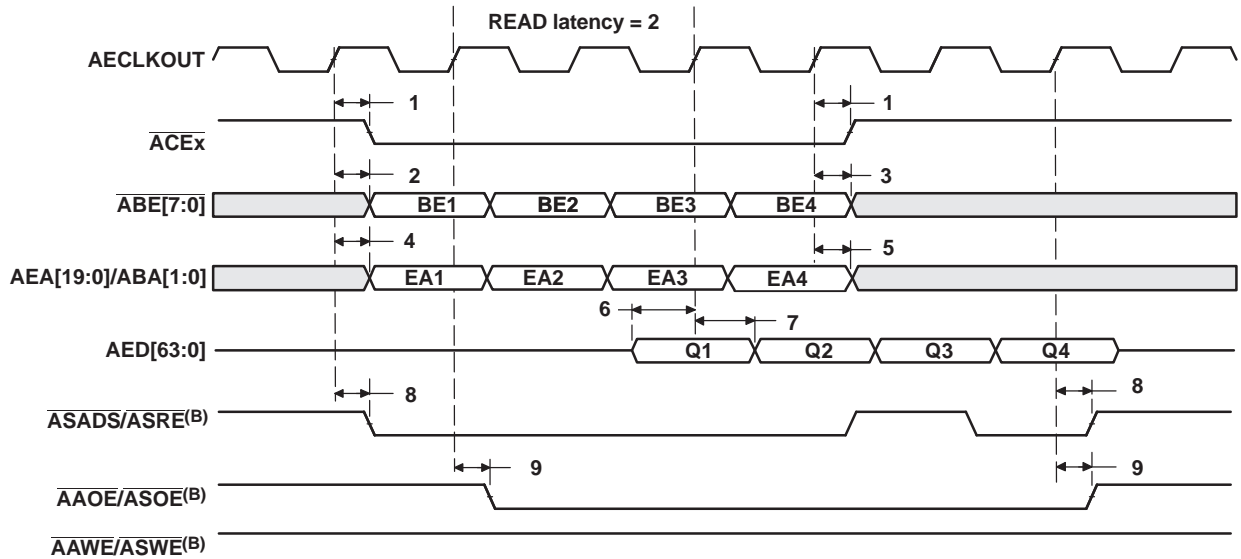 READ latency = 2
AECLKOUT
1 1
ACEx
2 3
ABE[7:0] BE1 BE2 BE3 BE4
4 5
AEA[19:0]/ABA[1:0] EA1 EA2 EA3 EA4
6 7
AED[63:0] Q1 Q2 Q3 Q4
8 8
ASADS/ASRE(B)
9 9
AAOE/ASOE(B)
AAWE/ASWE(B)